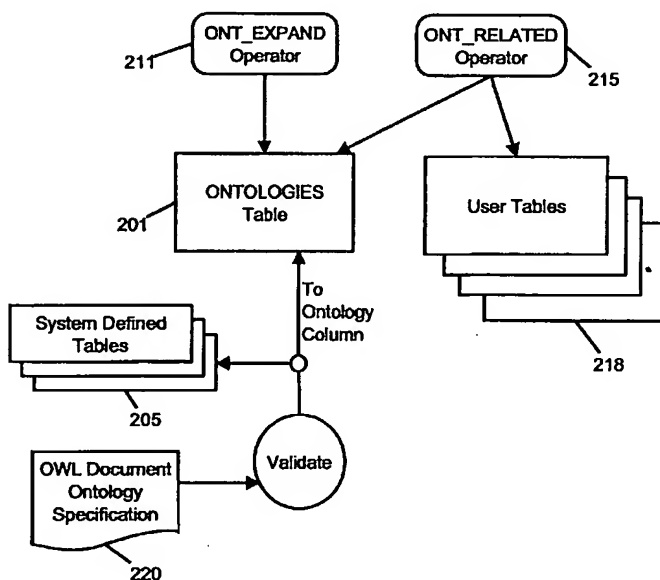 ONT_EXPAND
Operator
211
ONT_RELATED
Operator
215
ONTOLOGIES
Table
201
User Tables
218
To
Ontology
Column
System Defined
Tables
205
Validate
OWL Document
Ontology
Specification
220